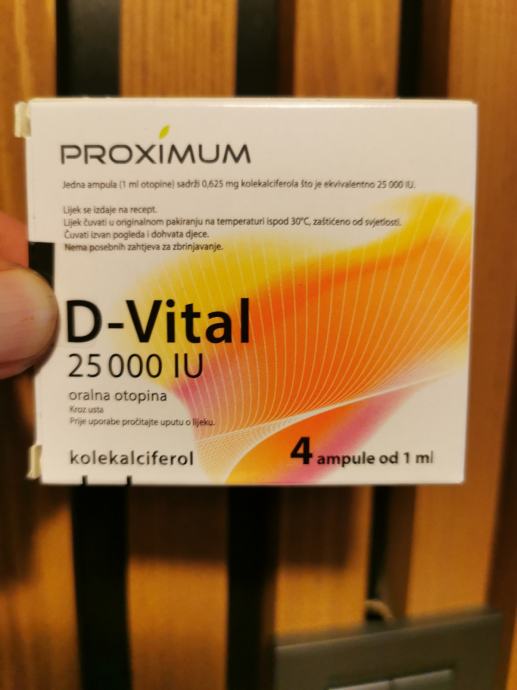 PROXIMUM
Jedna ampula (1 ml otopine) sadrži 0,625 mg kolekalciferola što je ekvivalentno 25 000 IU.
Lijek se izdaje na recept.
Lijek čuvati u originalnom pakiranju na temperaturi ispod 30°C, zaštićeno od svjetlosti.
Čuvati izvan pogleda i dohvata djece.
Nema posebnih zahtjeva za zbrinjavanje.
D-Vital
25 000 IU
oralna otopina
Kroz usta
Prije uporabe pročitajte uputu o lijeku.
kolekalciferol
4 ampule od 1 ml